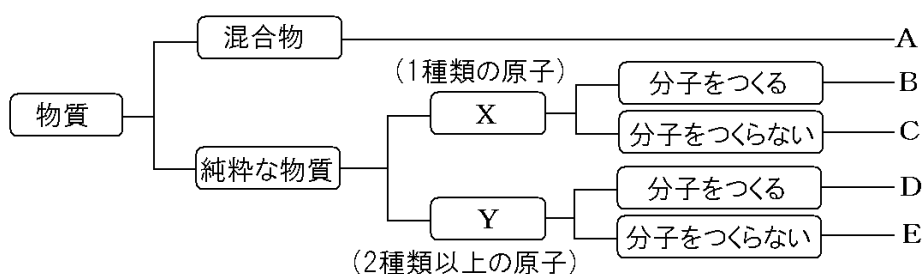 混合物
A
(1種類の原子)
分子をつくる
B
物質
X
分子をつくらない
C
純粋な物質
分子をつくる
D
Y
分子をつくらない
E
(2種類以上の原子)